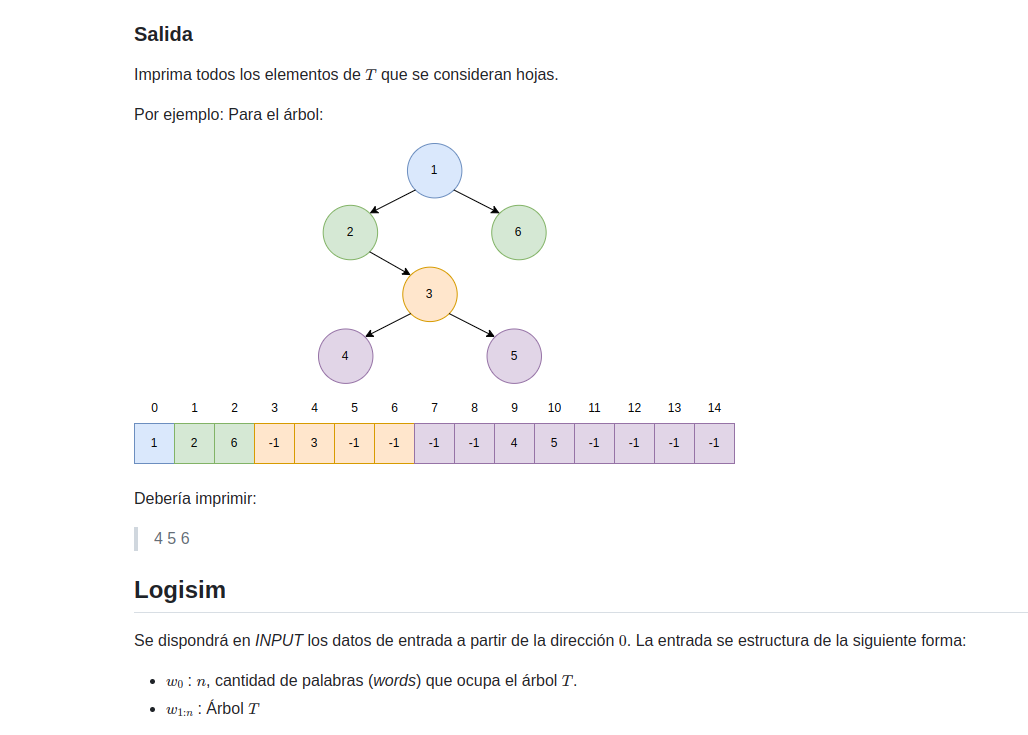 Salida
Imprima todos los elementos de T que se consideran hojas.
Por ejemplo: Para el árbol:
1
2 6
3
4 5
0 1 2 3 4 5 6 7 8 9 10 11 12 13 14
1 2 6 -1 3 -1 -1 -1 -1 4 5 -1 -1 -1 -1
Debería imprimir:
4 5 6
Logisim
Se dispondrá en INPUT los datos de entrada a partir de la dirección 0. La entrada se estructura de la siguiente forma:
• w₀ : n, cantidad de palabras (words) que ocupa el árbol T.
• w₁:ₙ : Árbol T